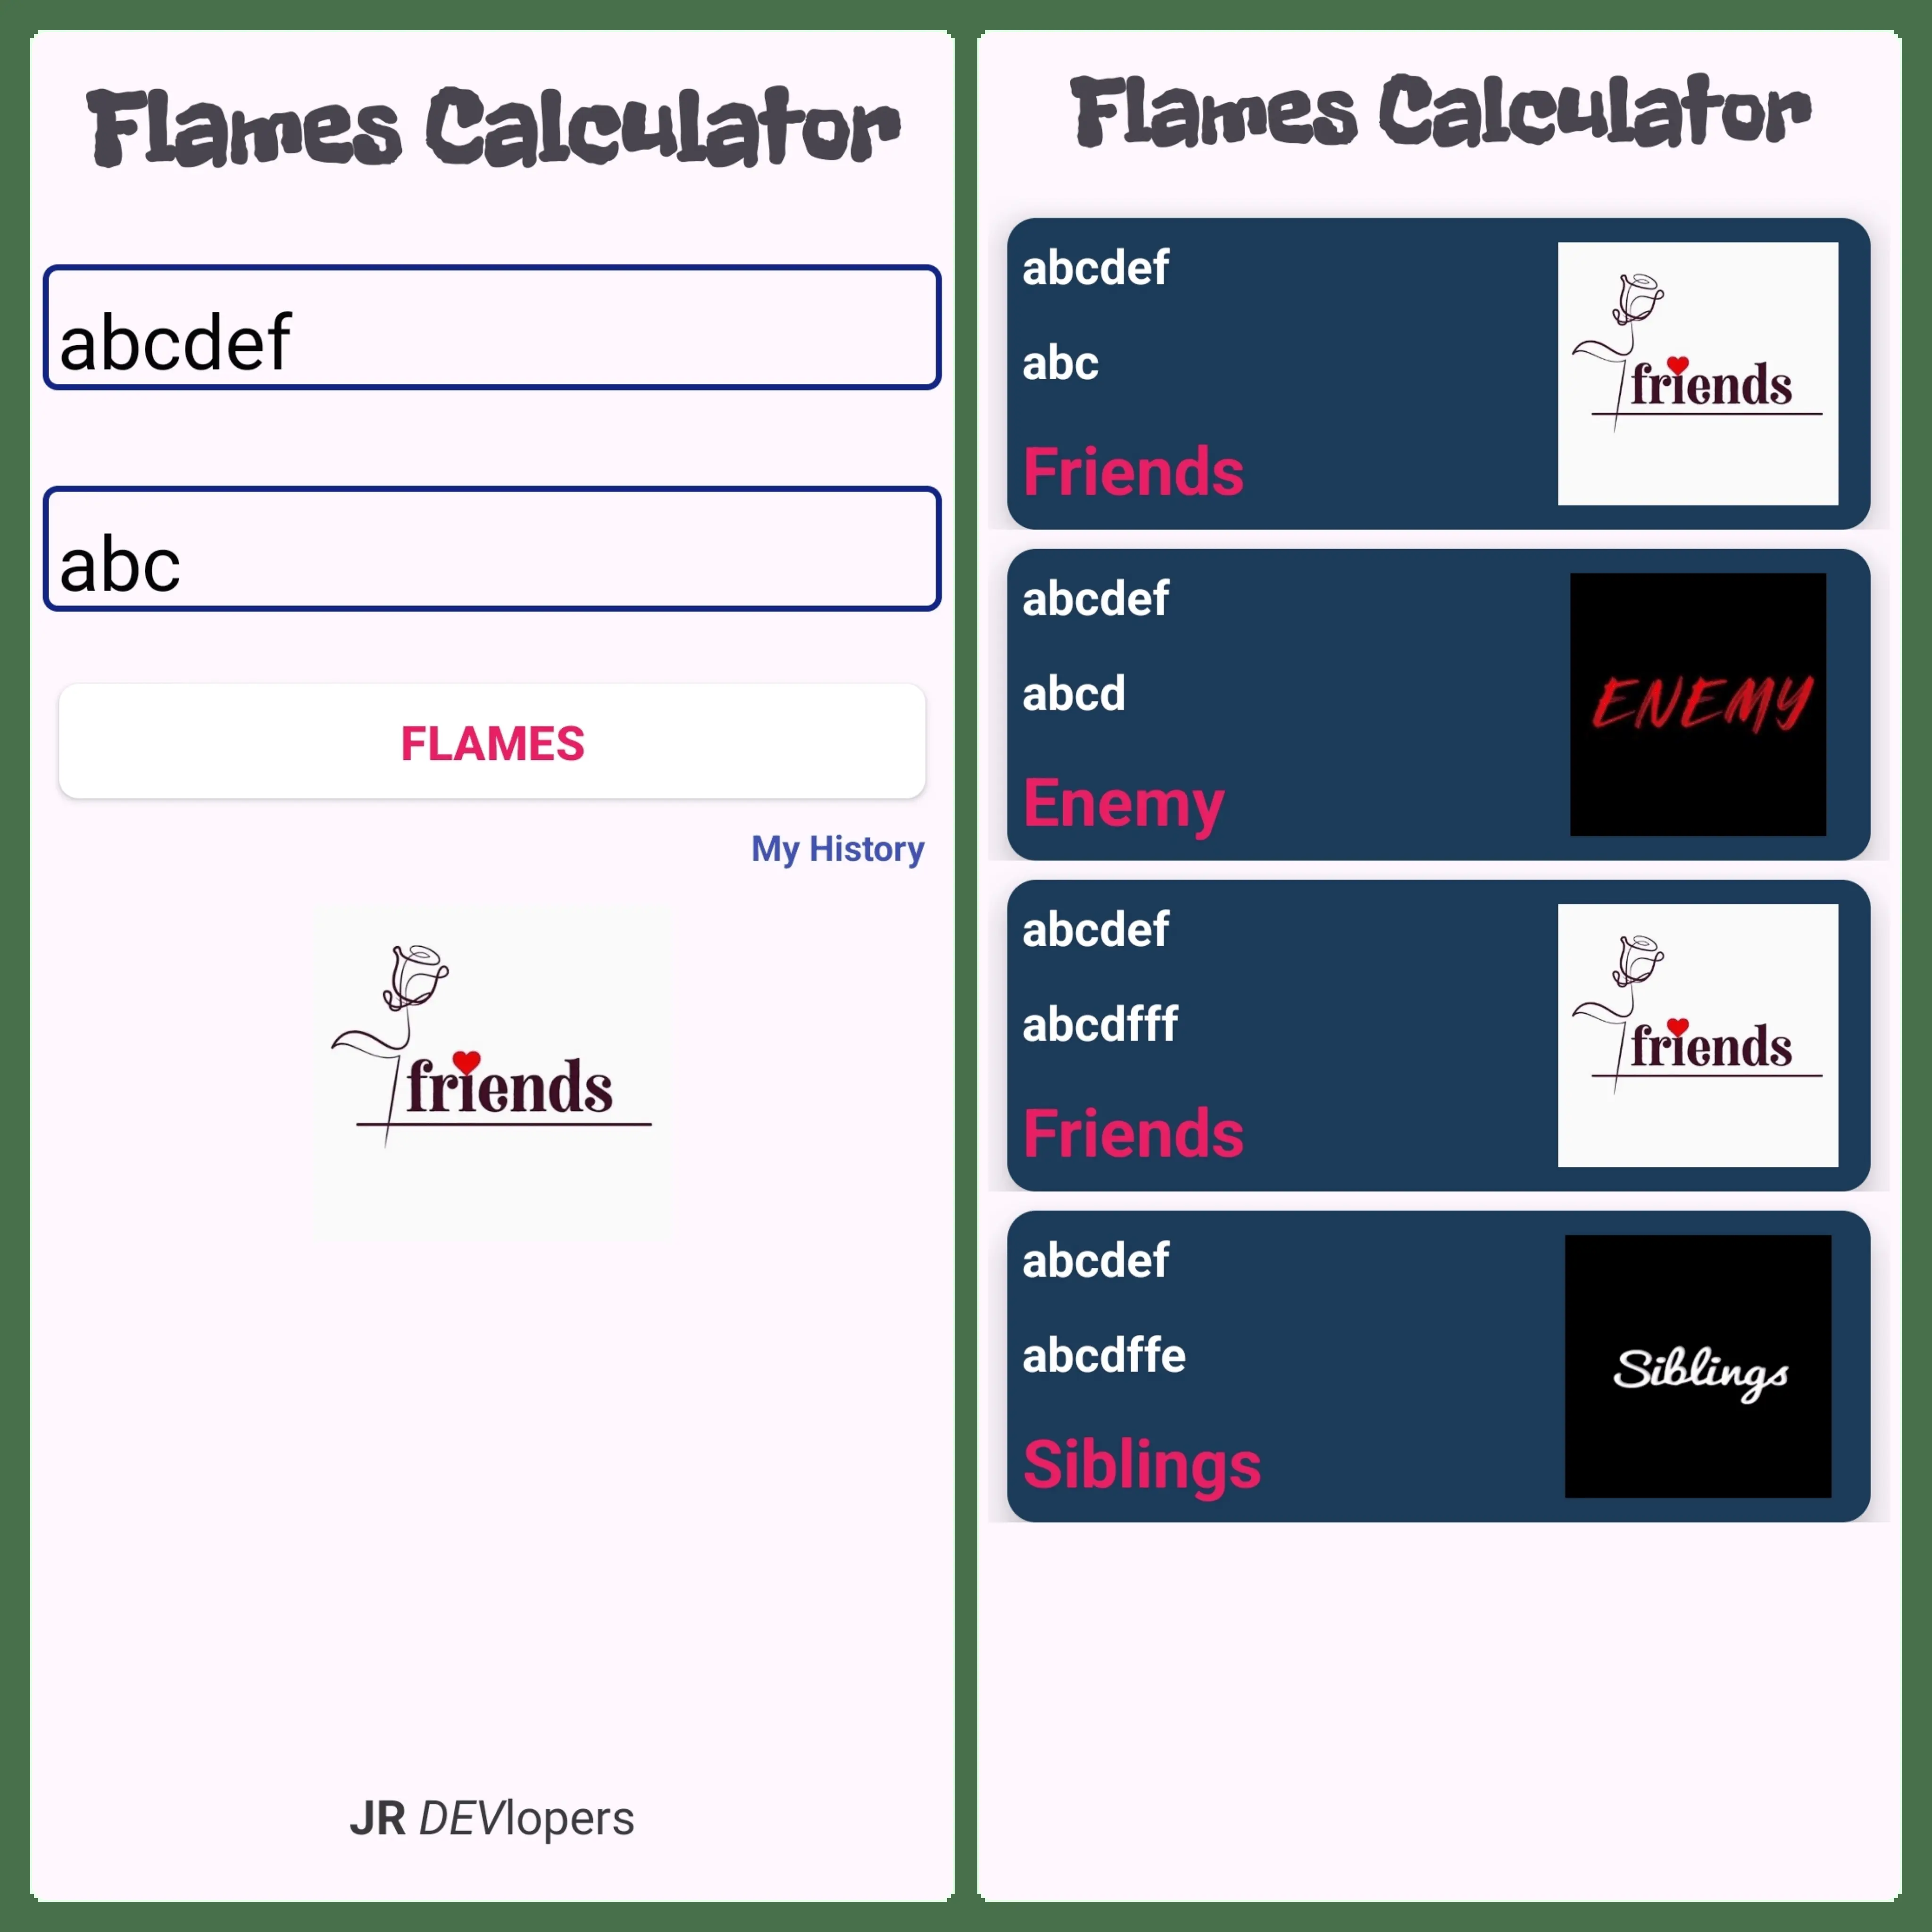 Flames Calculator
abcdef
abc
FLAMES
My History
friends
JR DEVlopers
Flames Calculator
abcdef
abc
Friends
friends
abcdef
abcd
Enemy
ENEMY
abcdef
abcdfff
Friends
friends
abcdef
abcdffe
Siblings
Siblings